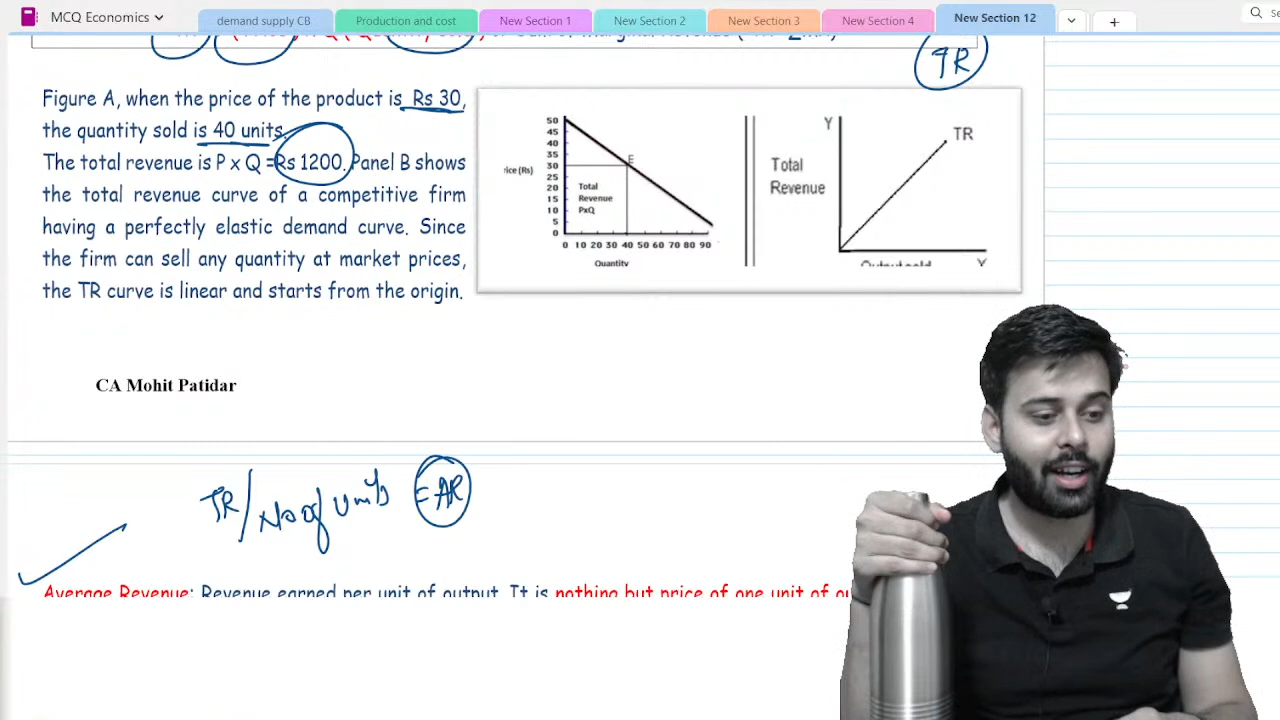 MCQ Economics
demand supply CB
Production and cost
New Section 1
New Section 2
New Section 3
New Section 4
New Section 12
+
Se
TR
Figure A, when the price of the product is Rs 30,
the quantity sold is 40 units.
The total revenue is P x Q =Rs 1200. Panel B shows
the total revenue curve of a competitive firm
having a perfectly elastic demand curve. Since
the firm can sell any quantity at market prices,
the TR curve is linear and starts from the origin.
50
45
40
35
30
25
20
15
10
5
0
rice (Rs)
E
Total
Revenue
PxQ
0 10 20 30 40 50 60 70 80 90
Quantity
Y
Total
Revenue
TR
Output sold
CA Mohit Patidar
TR/No of Units = AR
Average Revenue: Revenue earned per unit of output. It is nothing but price of one unit of ou